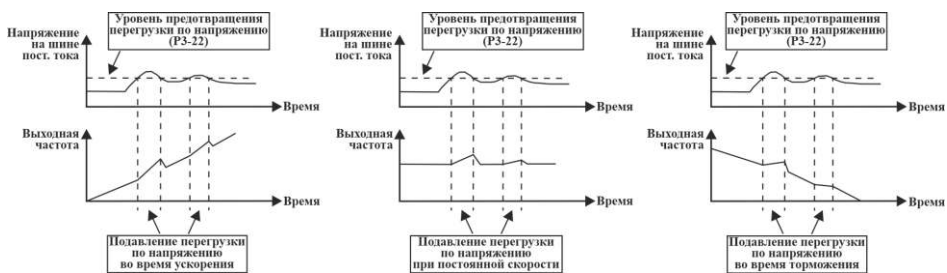 Уровень предотвращения
перегрузки по напряжению
(P3-22)
Напряжение
на шине
пост. тока
Время
Выходная
частота
Время
Подавление перегрузки
по напряжению
во время ускорения
Уровень предотвращения
перегрузки по напряжению
(P3-22)
Напряжение
на шине
пост. тока
Время
Выходная
частота
Время
Подавление перегрузки
по напряжению
при постоянной скорости
Уровень предотвращения
перегрузки по напряжению
(P3-22)
Напряжение
на шине
пост. тока
Время
Выходная
частота
Время
Подавление перегрузки
по напряжению
во время торможения